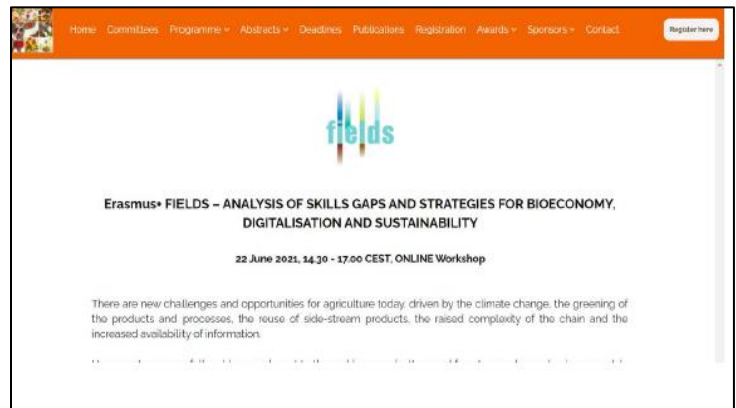 Home Committees Programme Abstracts Deadlines Publications Registration Awards Sponsors Contact Register here
fields
Erasmus+ FIELDS – ANALYSIS OF SKILLS GAPS AND STRATEGIES FOR BIOECONOMY,
DIGITALISATION AND SUSTAINABILITY
22 June 2021, 14.30 - 17.00 CEST, ONLINE Workshop
There are new challenges and opportunities for agriculture today, driven by the climate change, the greening of
the products and processes, the reuse of side-stream products, the raised complexity of the chain and the
increased availability of information.